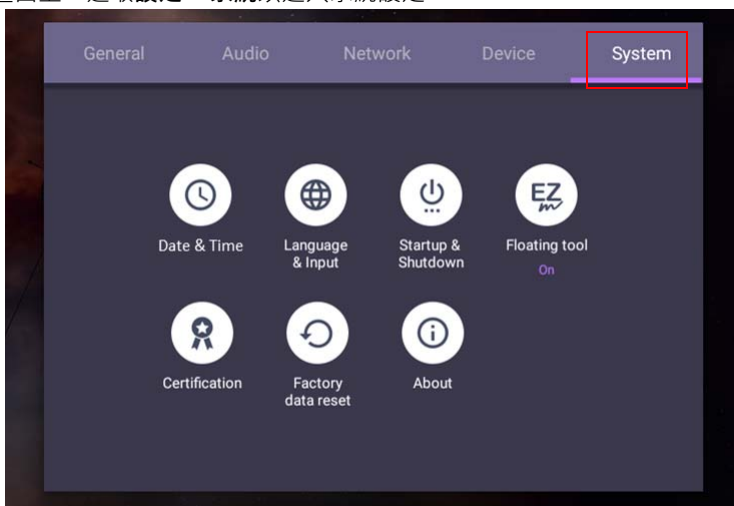 General Audio Network Device System
EZ
Date & Time Language Startup & Floating tool
& Input Shutdown On
Certification Factory About
data reset